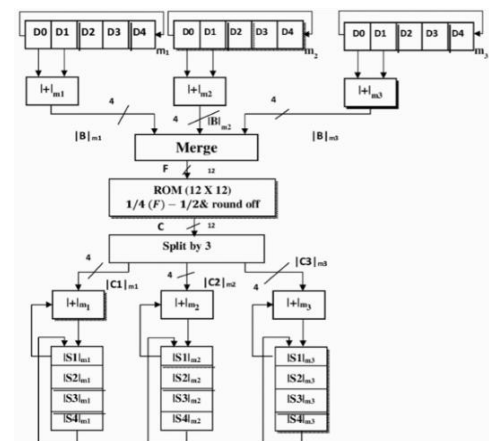 D0 D1 D2 D3 D4 m1
D0 D1 D2 D3 D4 m2
D0 D1 D2 D3 D4 m3
|+|m1 |+|m2 |+|m3
4 4 4
|B|m1 |B|m2 |B|m3
Merge
F 12
ROM (12 X 12)
1/4 (F) − 1/2& round off
C 12
Split by 3
4 4 4
|C1|m1 |C2|m2 |C3|m3
|+|m1 |+|m2 |+|m3
|S1|m1 |S1|m2 |S1|m3
|S2|m1 |S2|m2 |S2|m3
|S3|m1 |S3|m2 |S3|m3
|S4|m1 |S4|m2 |S4|m3